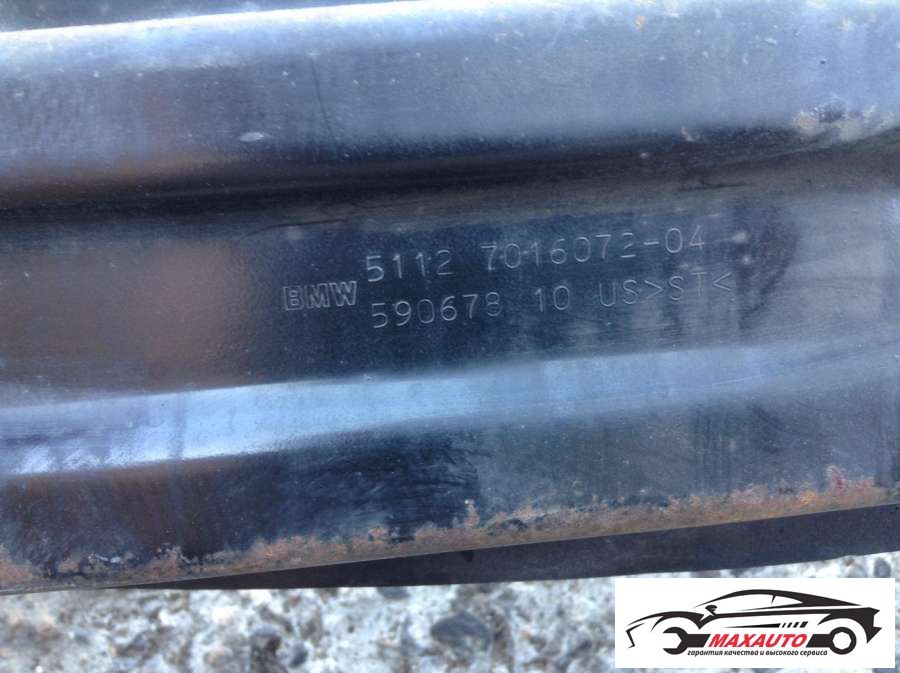 5112 7016072-04
BMW
590678 10 US>ST<
MAXAUTO
гарантия качества и высокого сервиса